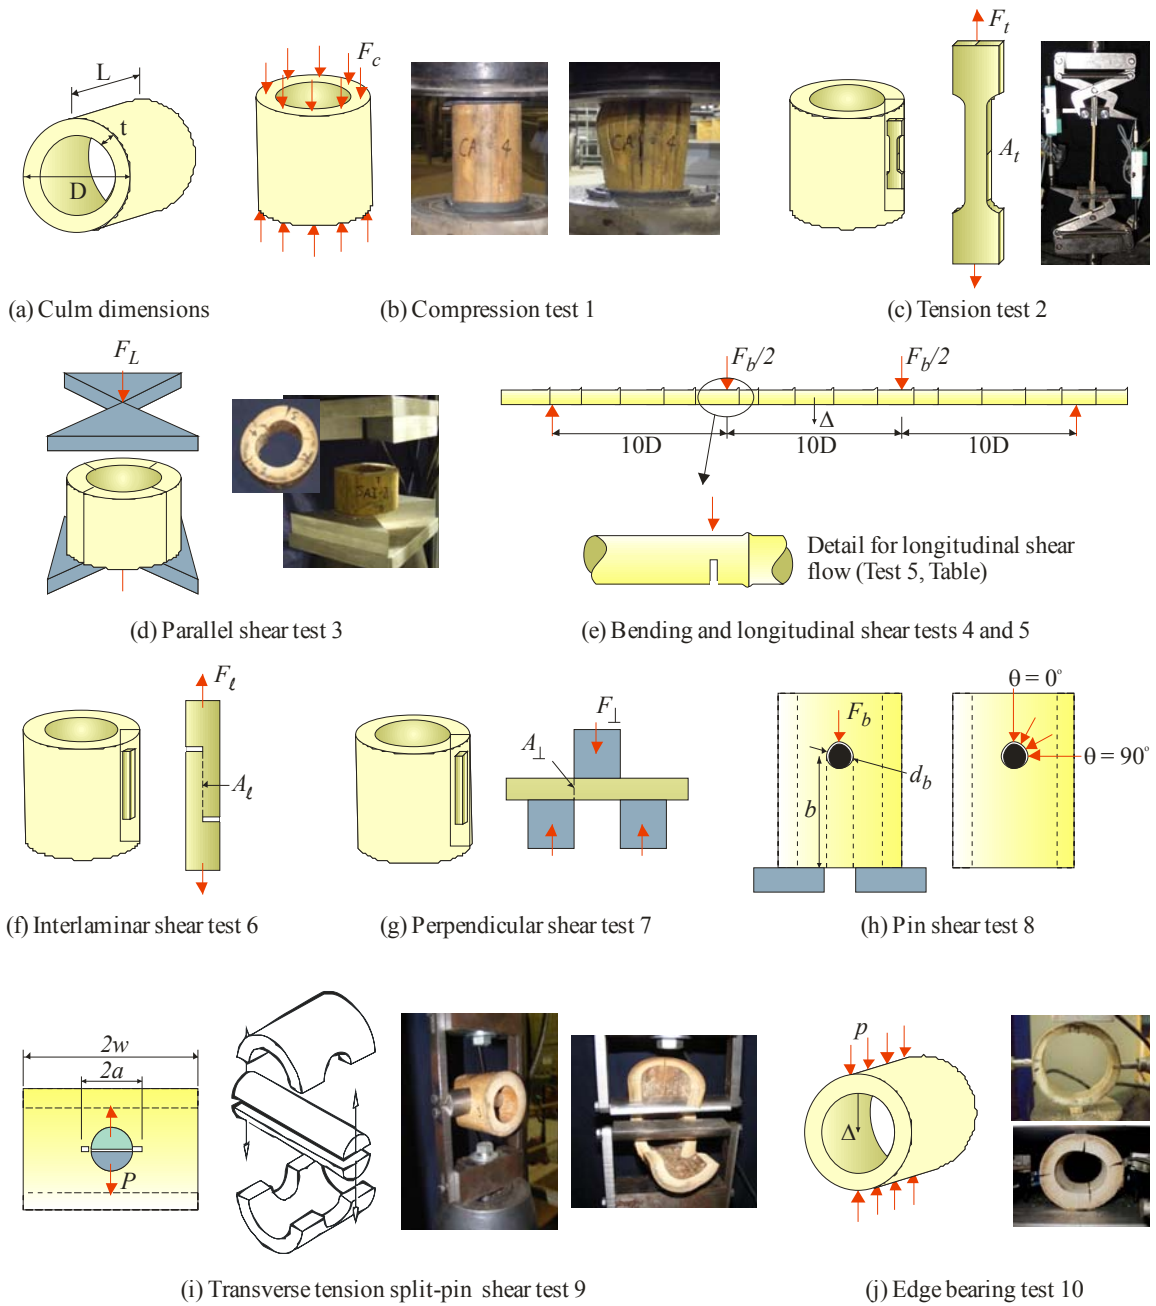 L
t
D
(a) Culm dimensions
F_c
CA1 - 4
(b) Compression test 1
F_t
A_t
(c) Tension test 2
F_L
(d) Parallel shear test 3
F_b/2
F_b/2
Δ
10D
10D
10D
Detail for longitudinal shear
flow (Test 5, Table)
(e) Bending and longitudinal shear tests 4 and 5
F_ℓ
A_ℓ
(f) Interlaminar shear test 6
F_⊥
A_⊥
(g) Perpendicular shear test 7
F_b
d_b
b
θ = 0°
θ = 90°
(h) Pin shear test 8
2w
2a
P
(i) Transverse tension split-pin shear test 9
p
Δ
(j) Edge bearing test 10